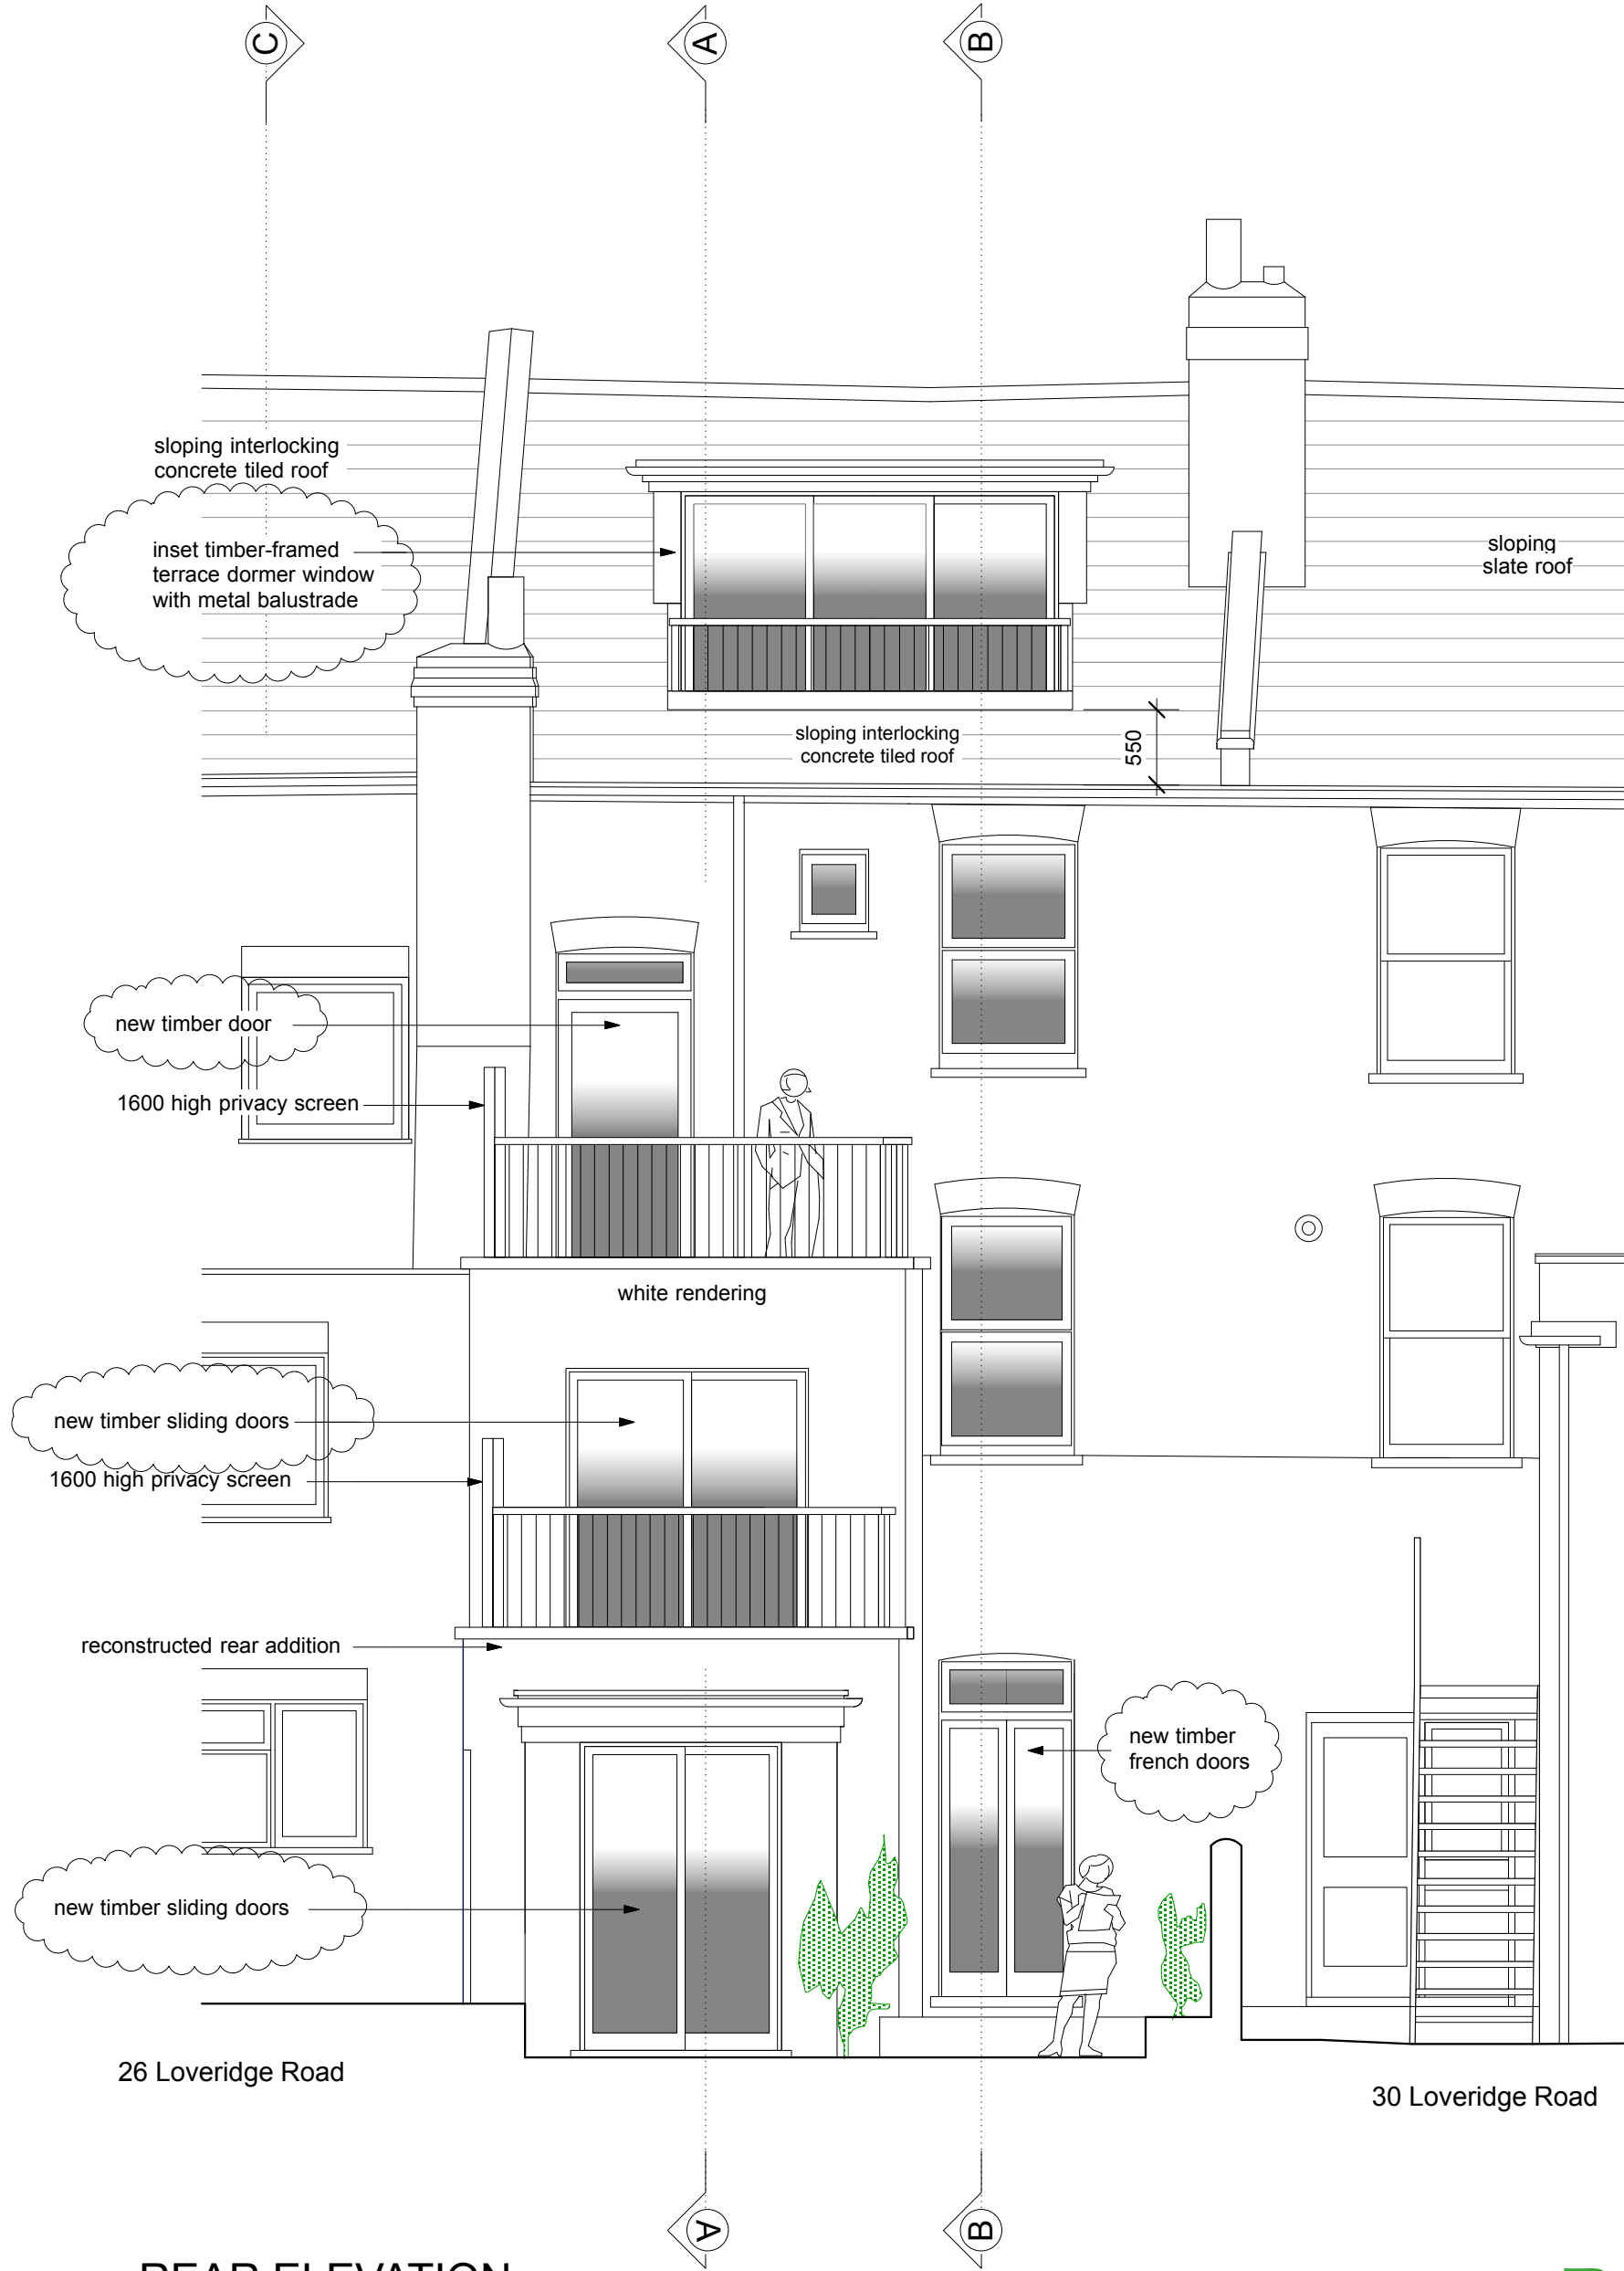 C
A
B
sloping interlocking
concrete tiled roof
inset timber-framed
terrace dormer window
with metal balustrade
sloping
slate roof
sloping interlocking
concrete tiled roof
550
new timber door
1600 high privacy screen
white rendering
new timber sliding doors
1600 high privacy screen
reconstructed rear addition
new timber
french doors
new timber sliding doors
26 Loveridge Road
30 Loveridge Road
A
B
REAR ELEVATION